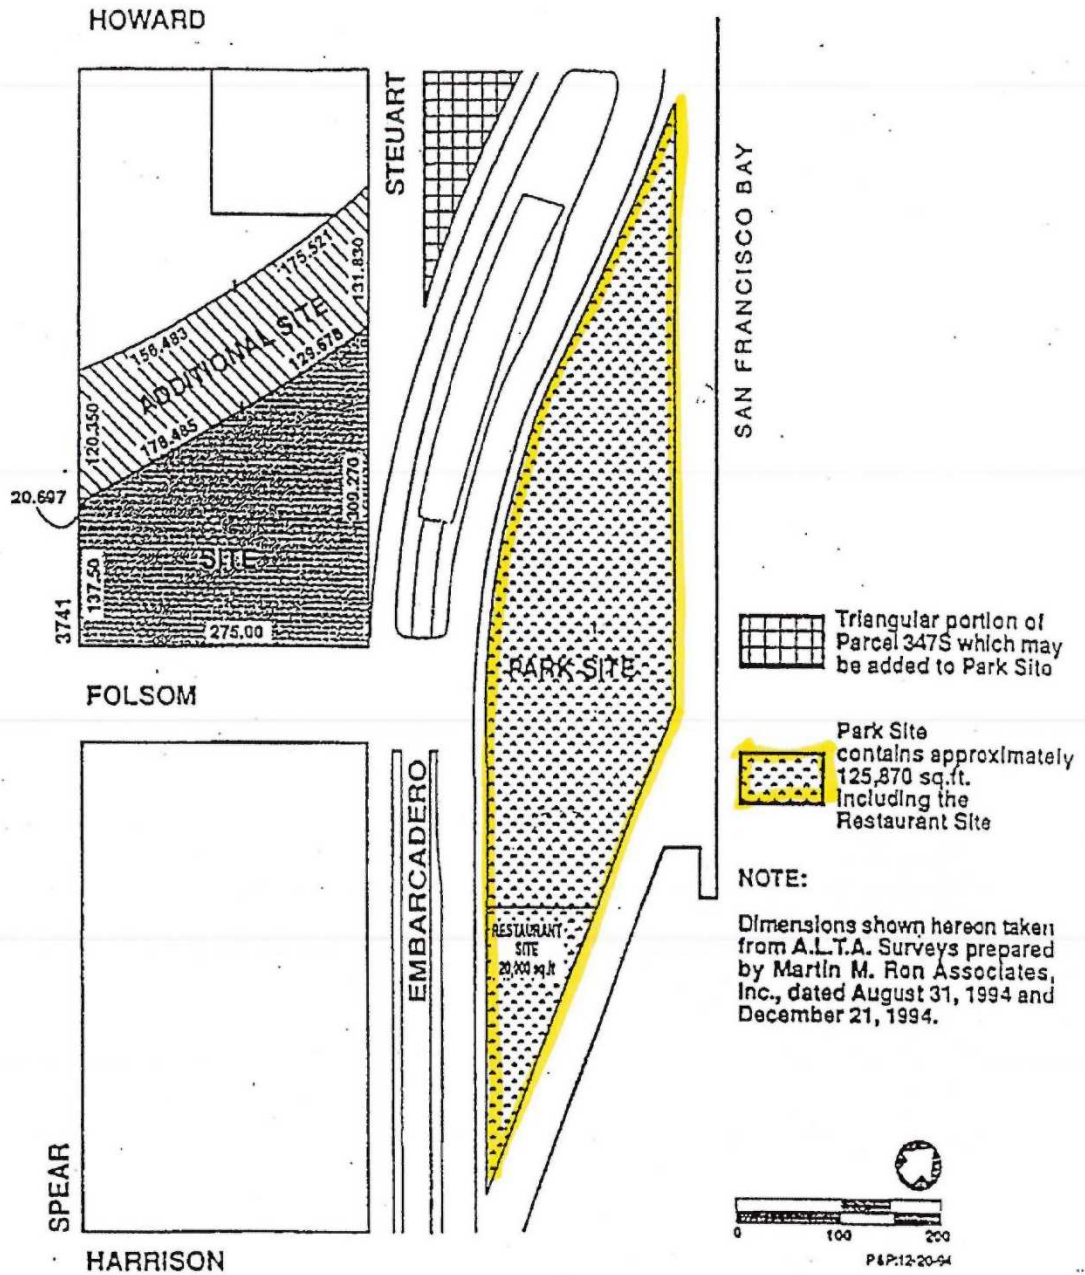 HOWARD
STEUART
SAN FRANCISCO BAY
175.521
131.830
156.483
ADDITIONAL SITE
129.678
120.350
178.485
20.697
309.270
SITE
137.50
3741
275.00
FOLSOM
PARK SITE
Triangular portion of
Parcel 347S which may
be added to Park Site
Park Site
contains approximately
125,870 sq.ft.
including the
Restaurant Site
EMBARCADERO
RESTAURANT
SITE
20,200 sq.ft
NOTE:
Dimensions shown hereon taken
from A.L.T.A. Surveys prepared
by Martin M. Ron Associates,
Inc., dated August 31, 1994 and
December 21, 1994.
SPEAR
HARRISON
0 100 200
P&P:12-20-94